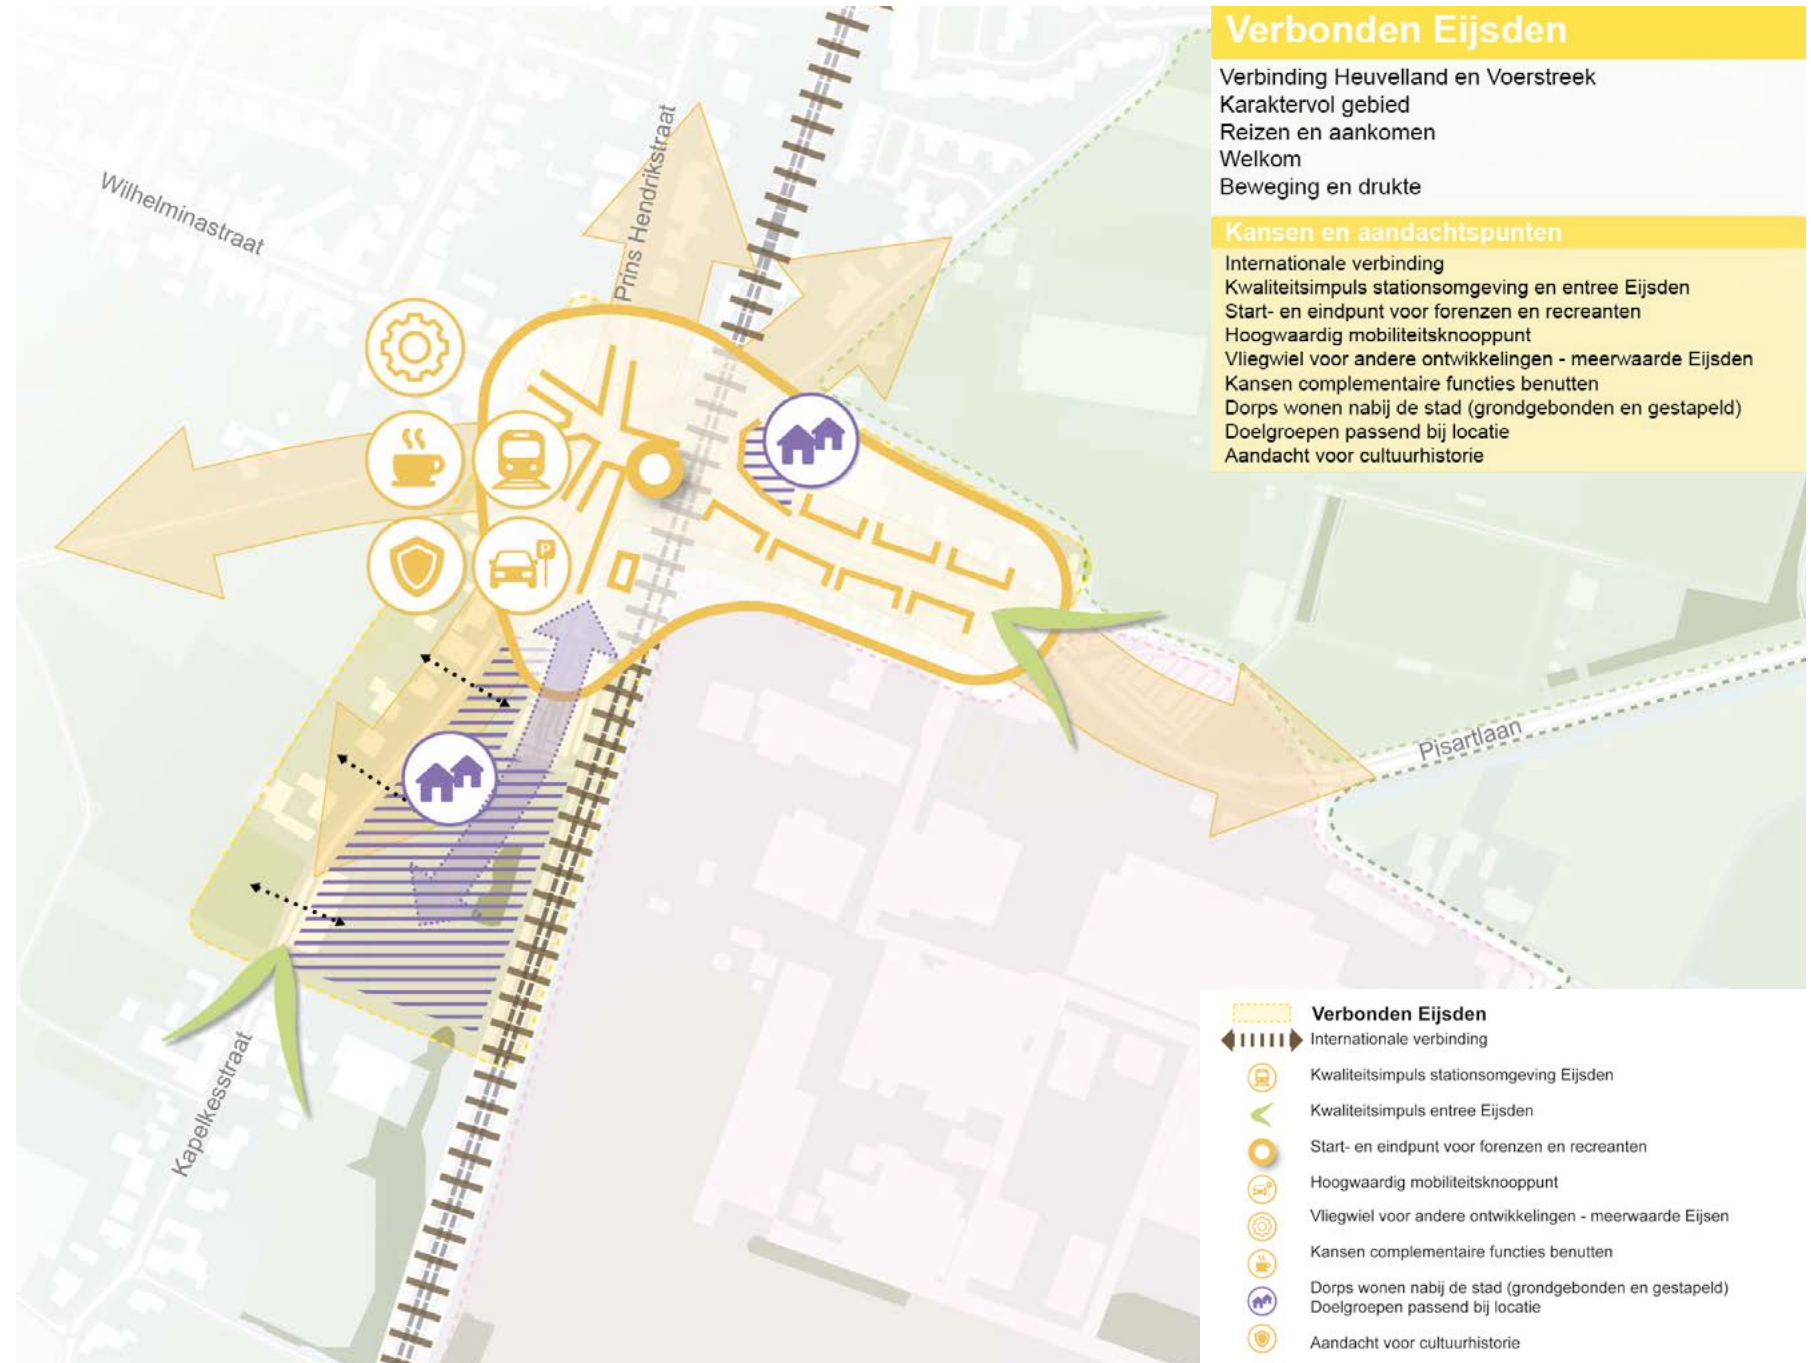 Verbonden Eijsden
Verbinding Heuvelland en Voerstreek
Karaktervol gebied
Reizen en aankomen
Welkom
Beweging en drukte
Kansen en aandachtspunten
Internationale verbinding
Kwaliteitsimpuls stationsomgeving en entree Eijsden
Start- en eindpunt voor forenzen en recreanten
Hoogwaardig mobiliteitsknooppunt
Vliegwiel voor andere ontwikkelingen - meerwaarde Eijsden
Kansen complementaire functies benutten
Dorps wonen nabij de stad (grondgebonden en gestapeld)
Doelgroepen passend bij locatie
Aandacht voor cultuurhistorie
Wilhelminastraat
Prins Hendrikstraat
P
Pisartlaan
Kapelkesstraat
Verbonden Eijsden
Internationale verbinding
Kwaliteitsimpuls stationsomgeving Eijsden
Kwaliteitsimpuls entree Eijsden
Start- en eindpunt voor forenzen en recreanten
Hoogwaardig mobiliteitsknooppunt
Vliegwiel voor andere ontwikkelingen - meerwaarde Eijsen
Kansen complementaire functies benutten
Dorps wonen nabij de stad (grondgebonden en gestapeld)
Doelgroepen passend bij locatie
Aandacht voor cultuurhistorie